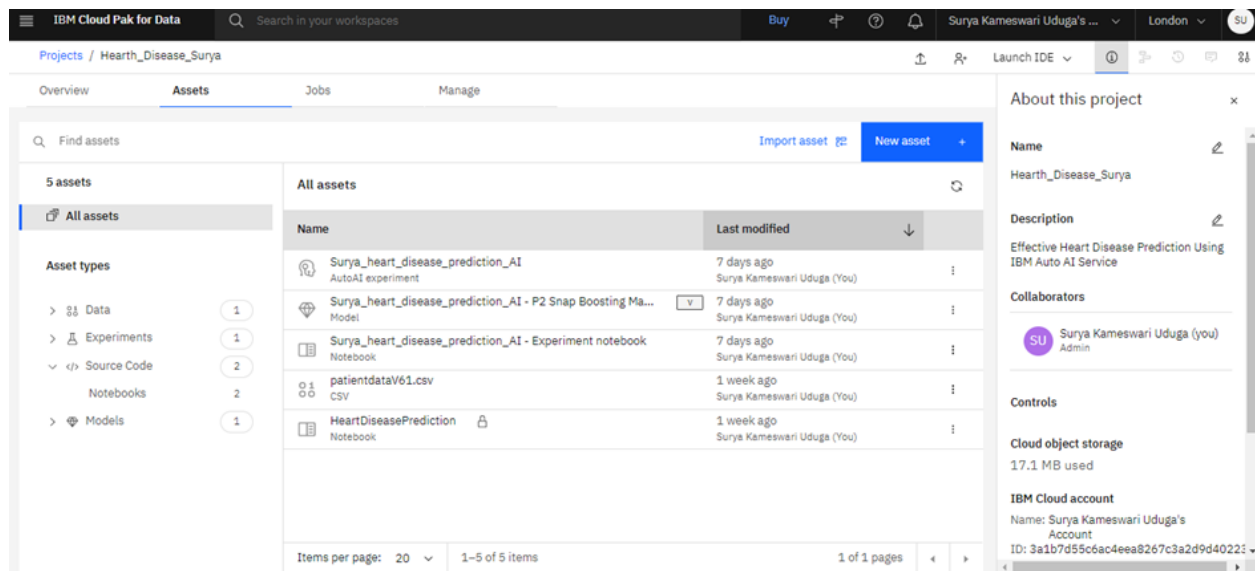 IBM Cloud Pak for Data
Search in your workspaces
Buy
Surya Kameswari Uduga's ...
London
SU
Projects / Hearth_Disease_Surya
Launch IDE
Overview
Assets
Jobs
Manage
Find assets
Import asset
New asset +
5 assets
All assets
Asset types
Data 1
Experiments 1
Source Code 2
Notebooks 2
Models 1
All assets
Name Last modified
Surya_heart_disease_prediction_AI 7 days ago
AutoAI experiment Surya Kameswari Uduga (You)
Surya_heart_disease_prediction_AI - P2 Snap Boosting Ma... V 7 days ago
Model Surya Kameswari Uduga (You)
Surya_heart_disease_prediction_AI - Experiment notebook 7 days ago
Notebook Surya Kameswari Uduga (You)
patientdataV61.csv 1 week ago
CSV Surya Kameswari Uduga (You)
HeartDiseasePrediction 1 week ago
Notebook Surya Kameswari Uduga (You)
Items per page: 20 1–5 of 5 items 1 of 1 pages
About this project
Name
Hearth_Disease_Surya
Description
Effective Heart Disease Prediction Using
IBM Auto AI Service
Collaborators
SU
Surya Kameswari Uduga (you)
Admin
Controls
Cloud object storage
17.1 MB used
IBM Cloud account
Name: Surya Kameswari Uduga's
Account
ID: 3a1b7d55c6ac4eea8267c3a2d9d40223